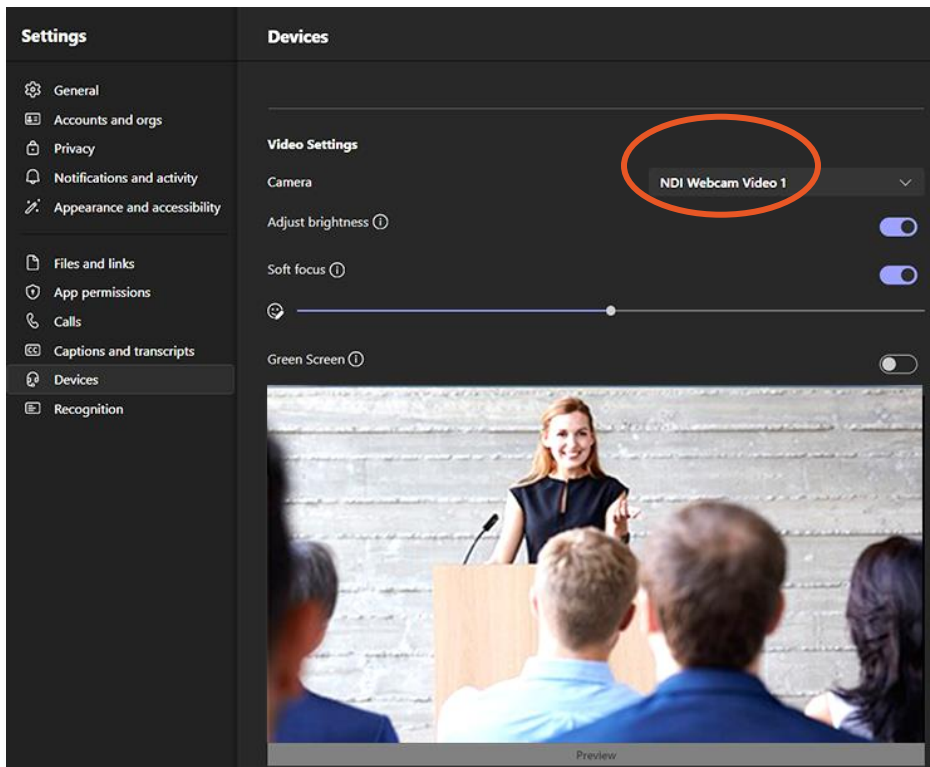 Settings
Devices
General
Accounts and orgs
Privacy
Notifications and activity
Appearance and accessibility
Files and links
App permissions
Calls
CC
Captions and transcripts
Devices
Recognition
Video Settings
Camera
NDI Webcam Video 1
Adjust brightness
Soft focus
Green Screen
Preview